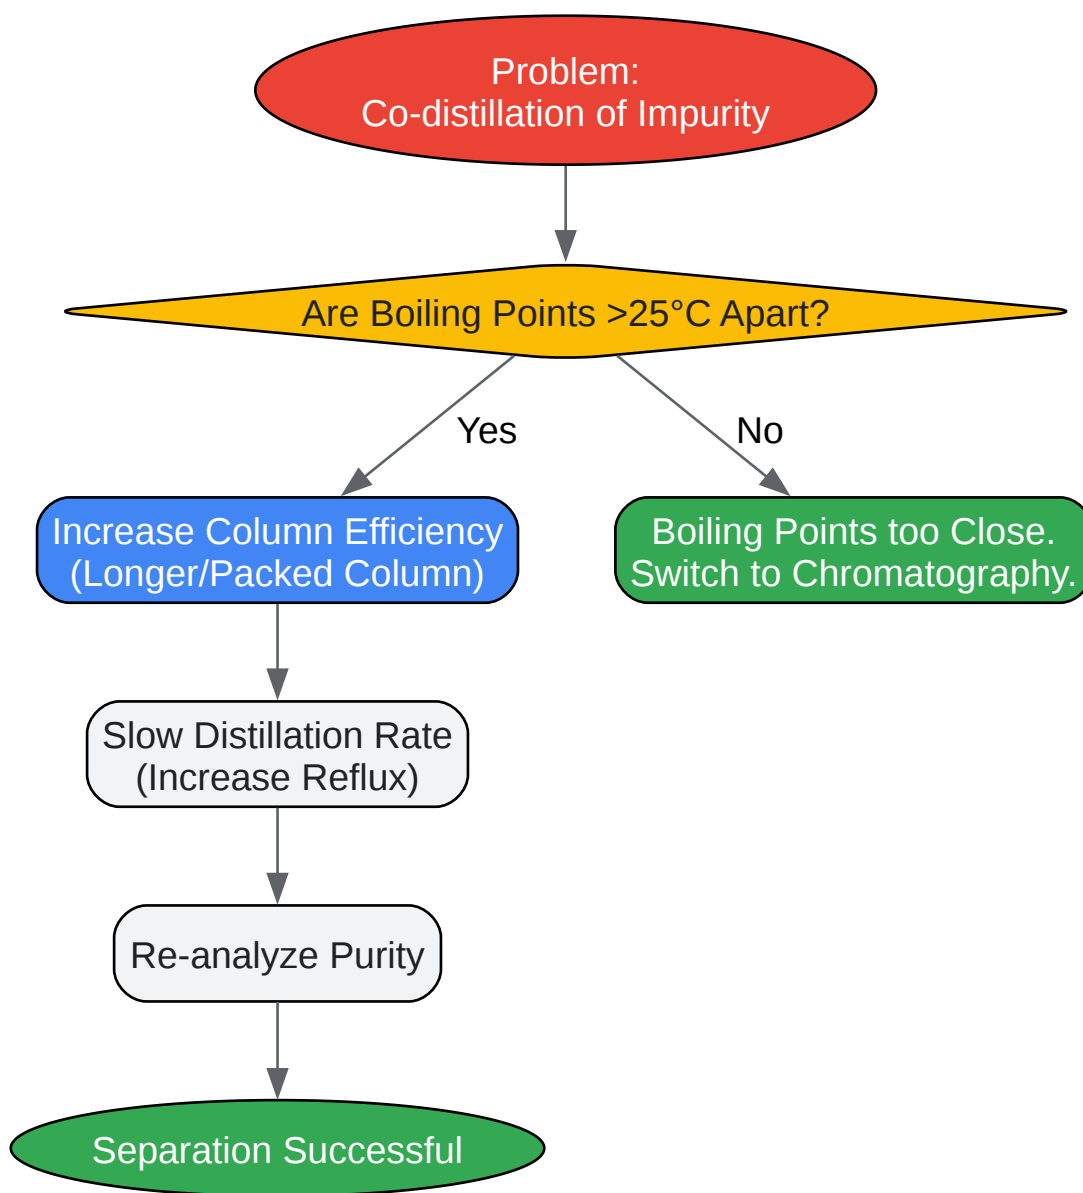 Problem:
Co-distillation of Impurity
Are Boiling Points >25°C Apart?
Yes
No
Increase Column Efficiency
(Longer/Packed Column)
Boiling Points too Close.
Switch to Chromatography.
Slow Distillation Rate
(Increase Reflux)
Re-analyze Purity
Separation Successful